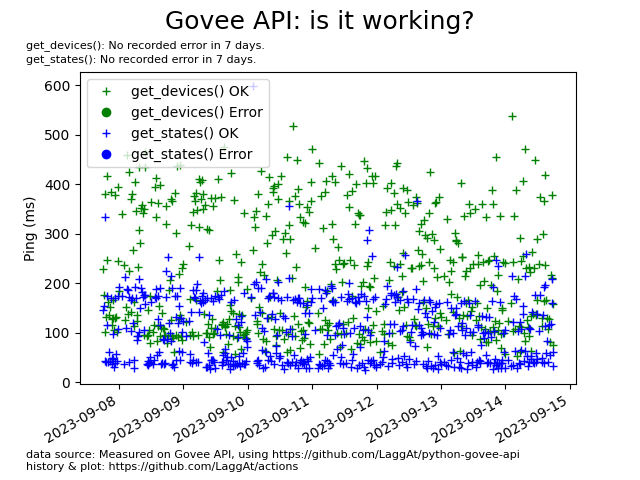 Govee API: is it working?
get_devices(): No recorded error in 7 days.
get_states(): No recorded error in 7 days.
get_devices() OK
get_devices() Error
get_states() OK
get_states() Error
Ping (ms)
600
500
400
300
200
100
0
2023-09-08
2023-09-09
2023-09-10
2023-09-11
2023-09-12
2023-09-13
2023-09-14
2023-09-15
data source: Measured on Govee API, using https://github.com/LaggAt/python-govee-api
history & plot: https://github.com/LaggAt/actions